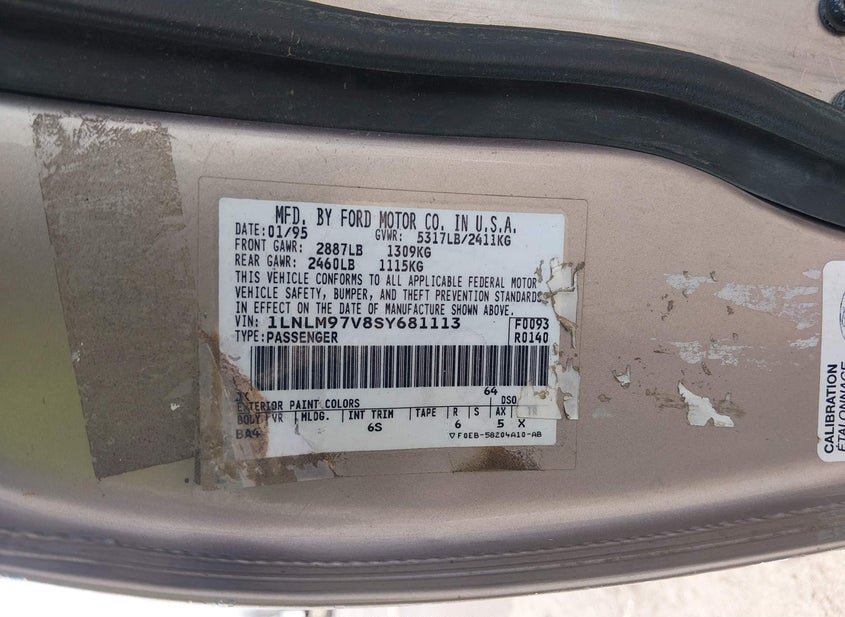 MFD. BY FORD MOTOR CO. IN U.S.A.
DATE: 01/95 GVWR: 5317LB/2411KG
FRONT GAWR: 2887LB 1309KG
REAR GAWR: 2460LB 1115KG
THIS VEHICLE CONFORMS TO ALL APPLICABLE FEDERAL MOTOR
VEHICLE SAFETY, BUMPER, AND THEFT PREVENTION STANDARDS
IN EFFECT ON THE DATE OF MANUFACTURE SHOWN ABOVE.
VIN: 1LNLM97V8SY681113 F0093
TYPE: PASSENGER R0140
64
EXTERIOR PAINT COLORS DSO
BODY VR MLDG. INT TRIM TAPE R S AX TR
BA4 6S 6 5 X
▽F0EB-58204A10-AB
CALIBRATION
ÉTALONNAGE